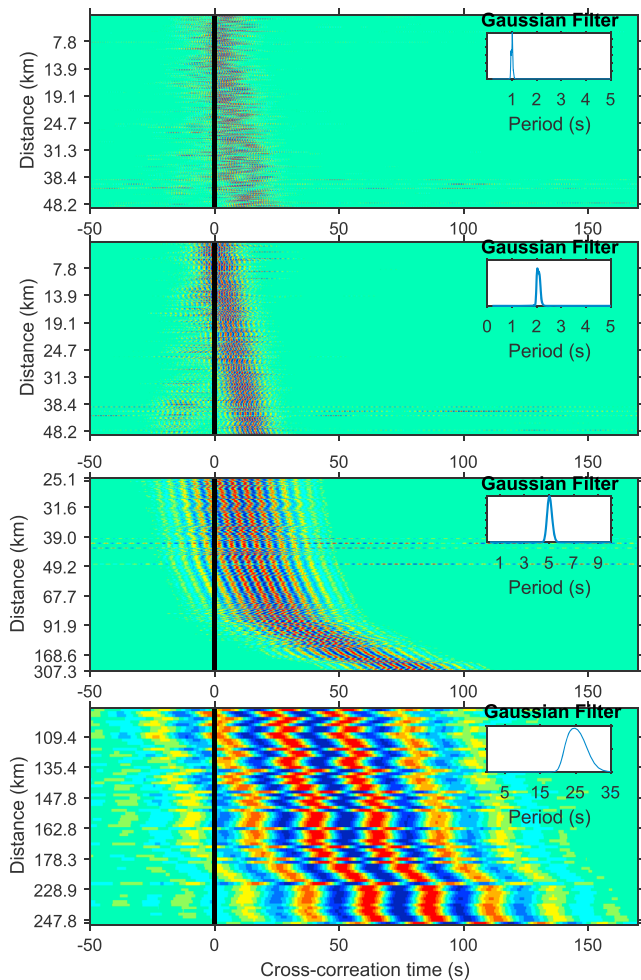 Gaussian Filter
7.8
13.9
19.1
24.7
31.3
38.4
48.2
Distance (km)
1 2 3 4 5
Period (s)
-50 0 50 100 150
Gaussian Filter
7.8
13.9
19.1
24.7
31.3
38.4
48.2
Distance (km)
0 1 2 3 4 5
Period (s)
-50 0 50 100 150
Gaussian Filter
25.1
31.6
39.0
49.2
67.7
91.9
168.6
307.3
Distance (km)
1 3 5 7 9
Period (s)
-50 0 50 100 150
Gaussian Filter
109.4
135.4
147.8
162.8
178.3
228.9
247.8
Distance (km)
5 15 25 35
Period (s)
-50 0 50 100 150
Cross-correation time (s)